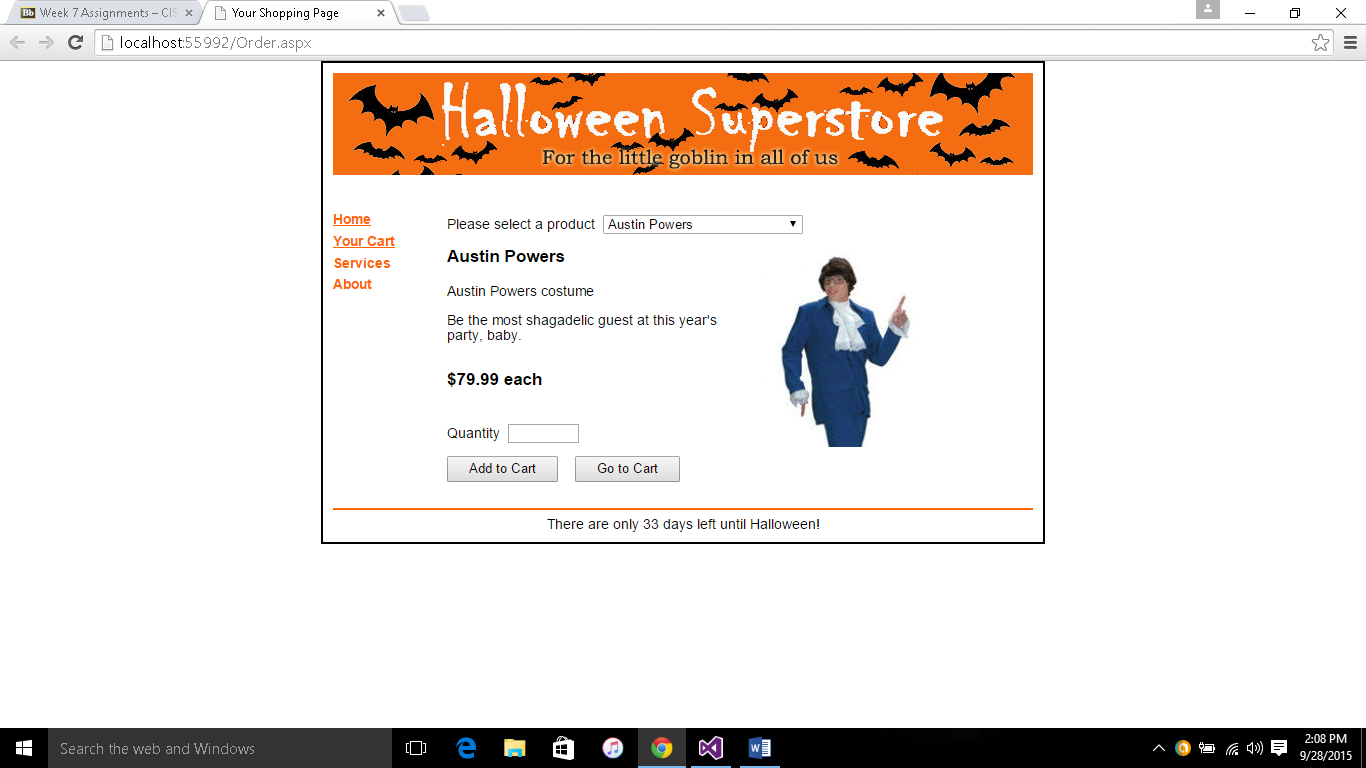 Bb Week 7 Assignments – CIS
Your Shopping Page
localhost:55992/Order.aspx
Halloween Superstore
For the little goblin in all of us
Home
Your Cart
Services
About
Please select a product Austin Powers
Austin Powers
Austin Powers costume
Be the most shagadelic guest at this year's
party, baby.
$79.99 each
Quantity
Add to Cart Go to Cart
There are only 33 days left until Halloween!
Search the web and Windows
2:08 PM
9/28/2015